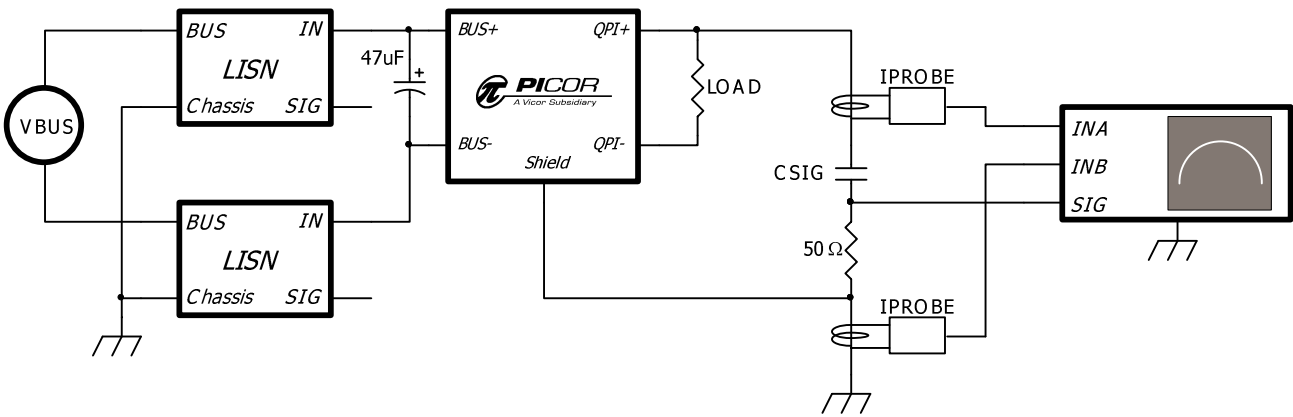 VBUS
BUS
IN
LISN
Chassis
SIG
BUS
IN
LISN
Chassis
SIG
47uF
+
BUS+
QPI+
PICOR
A Vicor Subsidiary
BUS-
QPI-
Shield
LOAD
IPROBE
CSIG
50 Ω
IPROBE
INA
INB
SIG